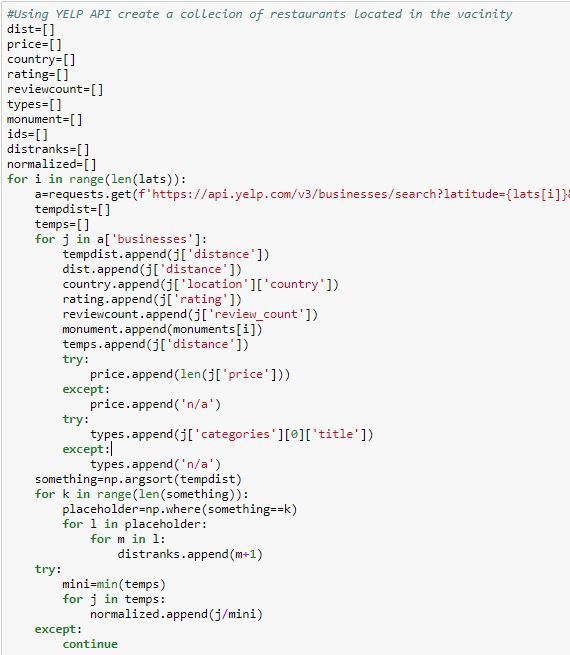 #Using YELP API create a collecion of restaurants located in the vacinity
dist=[]
price=[]
country=[]
rating=[]
reviewcount=[]
types=[]
monument=[]
ids=[]
distranks=[]
normalized=[]
for i in range(len(lats)):
    a=requests.get(f'https://api.yelp.com/v3/businesses/search?latitude={lats[i]}&
    tempdist=[]
    temps=[]
    for j in a['businesses']:
        tempdist.append(j['distance'])
        dist.append(j['distance'])
        country.append(j['location']['country'])
        rating.append(j['rating'])
        reviewcount.append(j['review_count'])
        monument.append(monuments[i])
        temps.append(j['distance'])
        try:
            price.append(len(j['price']))
        except:
            price.append('n/a')
        try:
            types.append(j['categories'][0]['title'])
        except:
            types.append('n/a')
    something=np.argsort(tempdist)
    for k in range(len(something)):
        placeholder=np.where(something==k)
        for l in placeholder:
            for m in l:
                distranks.append(m+1)
    try:
        mini=min(temps)
        for j in temps:
            normalized.append(j/mini)
    except:
        continue